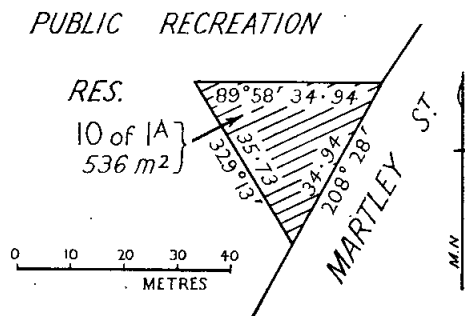 PUBLIC RECREATION
RES.
10 of 1A
536 m²
89°58′ 34·94
35·73
329°13′
34·94
208°28′
MARTLEY ST.
M.N
0 10 20 30 40
METRES